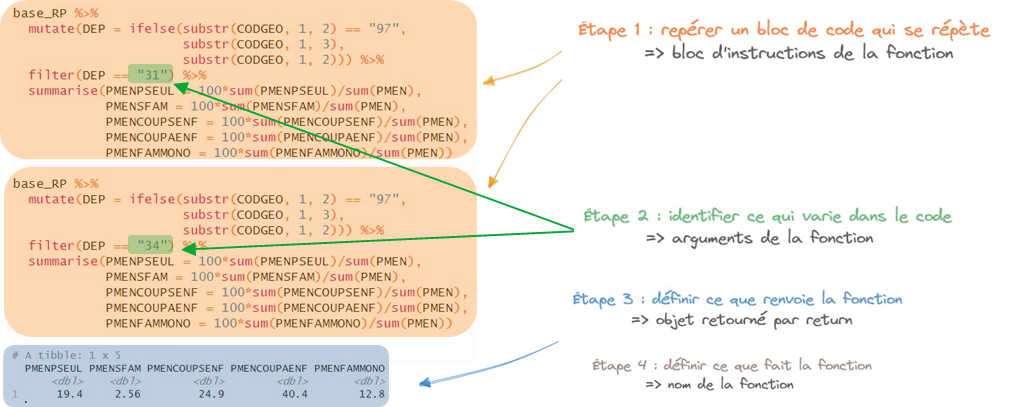 base_RP %>%
mutate(DEP = ifelse(substr(CODGEO, 1, 2) == "97",
substr(CODGEO, 1, 3),
substr(CODGEO, 1, 2))) %>%
filter(DEP == "31") %>%
summarise(PMENPSEUL = 100*sum(PMENPSEUL)/sum(PMEN),
PMENSFAM = 100*sum(PMENSFAM)/sum(PMEN),
PMENCOUPSENF = 100*sum(PMENCOUPSENF)/sum(PMEN),
PMENCOUPAENF = 100*sum(PMENCOUPAENF)/sum(PMEN),
PMENFAMMONO = 100*sum(PMENFAMMONO)/sum(PMEN))
base_RP %>%
mutate(DEP = ifelse(substr(CODGEO, 1, 2) == "97",
substr(CODGEO, 1, 3),
substr(CODGEO, 1, 2))) %>%
filter(DEP == "34") %>%
summarise(PMENPSEUL = 100*sum(PMENPSEUL)/sum(PMEN),
PMENSFAM = 100*sum(PMENSFAM)/sum(PMEN),
PMENCOUPSENF = 100*sum(PMENCOUPSENF)/sum(PMEN),
PMENCOUPAENF = 100*sum(PMENCOUPAENF)/sum(PMEN),
PMENFAMMONO = 100*sum(PMENFAMMONO)/sum(PMEN))
# A tibble: 1 x 5
PMENPSEUL PMENSFAM PMENCOUPSENF PMENCOUPAENF PMENFAMMONO
<dbl> <dbl> <dbl> <dbl> <dbl>
1 19.4 2.56 24.9 40.4 12.8
Étape 1 : repérer un bloc de code qui se répète
=> bloc d'instructions de la fonction
Étape 2 : identifier ce qui varie dans le code
=> arguments de la fonction
Étape 3 : définir ce que renvoie la fonction
=> objet retourné par return
Étape 4 : définir ce que fait la fonction
=> nom de la fonction